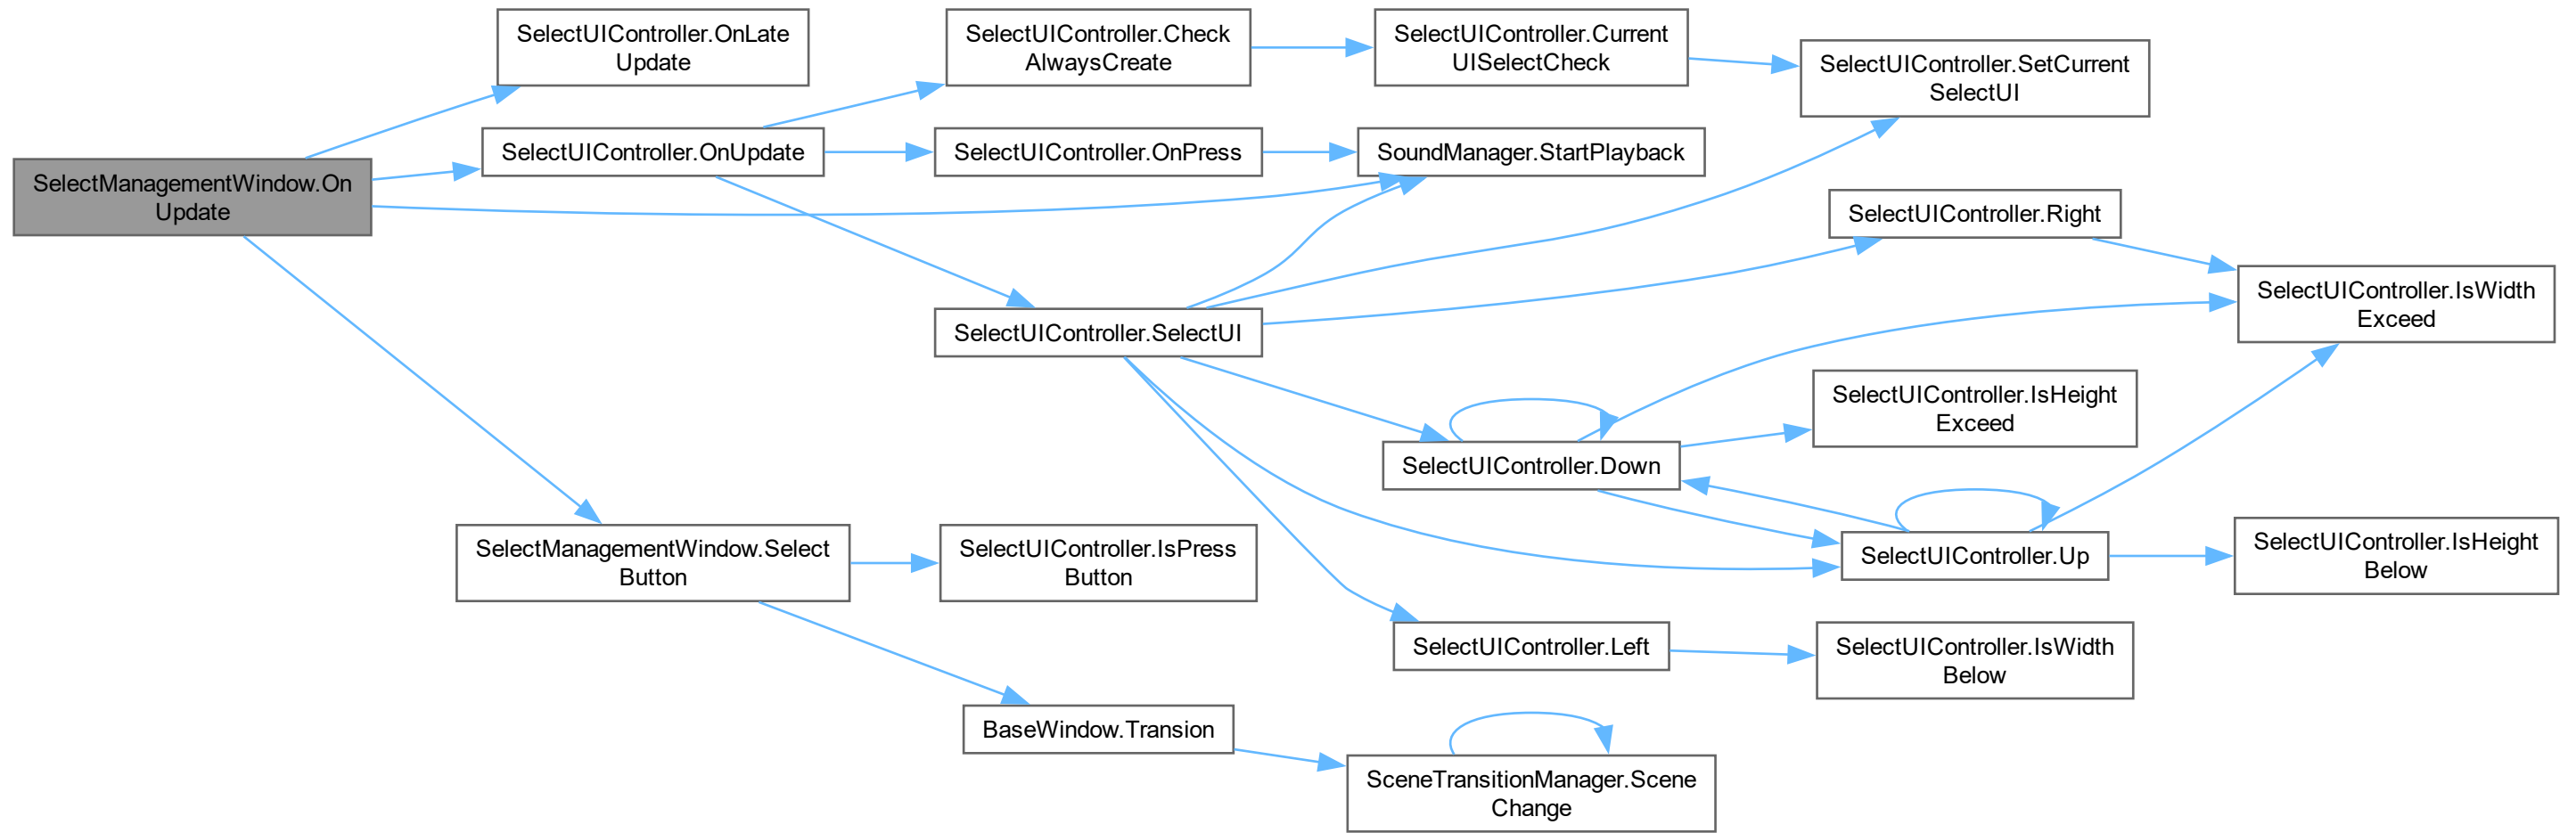 SelectUIController.OnLate
Update
SelectUIController.Check
AlwaysCreate
SelectUIController.Current
UISelectCheck
SelectUIController.SetCurrent
SelectUI
SelectManagementWindow.On
Update
SelectUIController.OnUpdate
SelectUIController.OnPress
SoundManager.StartPlayback
SelectUIController.Right
SelectUIController.IsWidth
Exceed
SelectUIController.SelectUI
SelectUIController.IsHeight
Exceed
SelectUIController.Down
SelectManagementWindow.Select
Button
SelectUIController.IsPress
Button
SelectUIController.Up
SelectUIController.IsHeight
Below
SelectUIController.Left
SelectUIController.IsWidth
Below
BaseWindow.Transion
SceneTransitionManager.Scene
Change